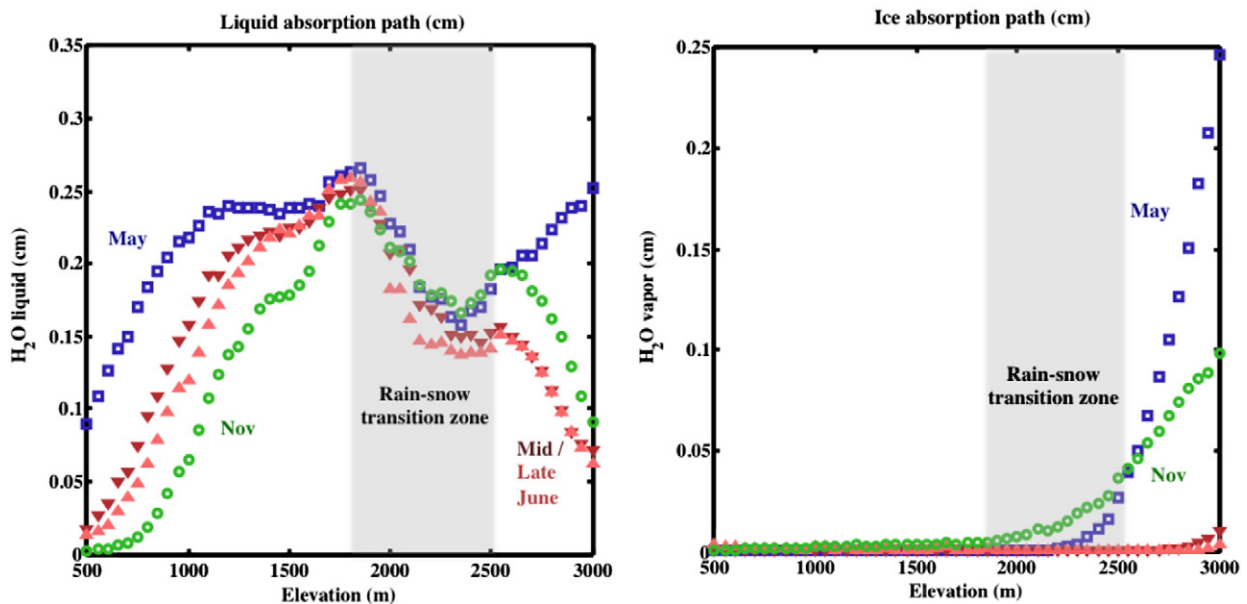 Liquid absorption path (cm)
0.35
0.3
0.25
0.2
0.15
0.1
0.05
0
H2O liquid (cm)
May
Nov
Rain-snow
transition zone
Mid /
Late
June
500
1000
1500
2000
2500
3000
Elevation (m)
Ice absorption path (cm)
0.25
0.2
0.15
0.1
0.05
0
H2O vapor (cm)
May
Rain-snow
transition zone
Nov
500
1000
1500
2000
2500
3000
Elevation (m)